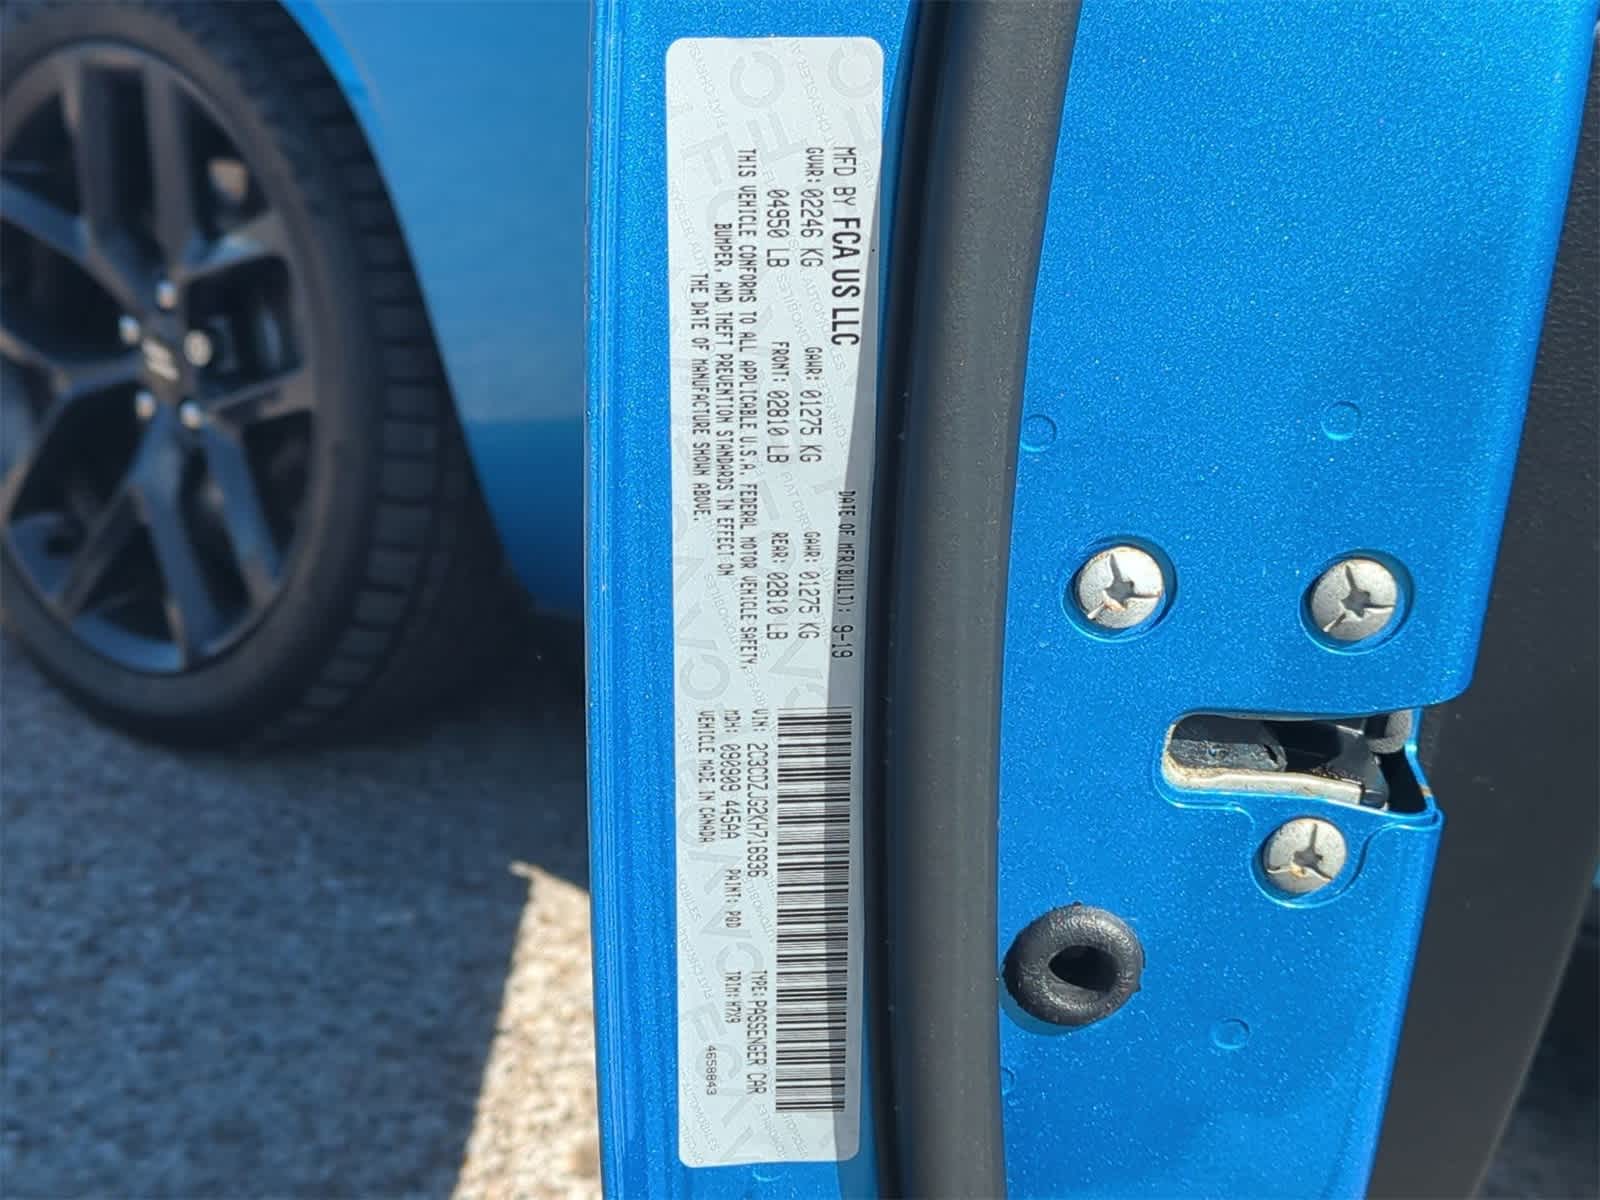 MFD BY FCA US LLC
DATE OF MFR(BUILT): 9-19
GVWR: 02246 KG GAWR: 01275 KG GAWR: 01275 KG
04950 LB FRONT: 02810 LB REAR: 02810 LB
THIS VEHICLE CONFORMS TO ALL APPLICABLE U.S.A. FEDERAL MOTOR VEHICLE SAFETY,
BUMPER, AND THEFT PREVENTION STANDARDS IN EFFECT ON
THE DATE OF MANUFACTURE SHOWN ABOVE.
VIN: 2C3CDZJG2KH716936 TYPE: PASSENGER CAR
MDH: 090909 445AA PAINT: PQD TRIM: H7X9
VEHICLE MADE IN CANADA 4658843